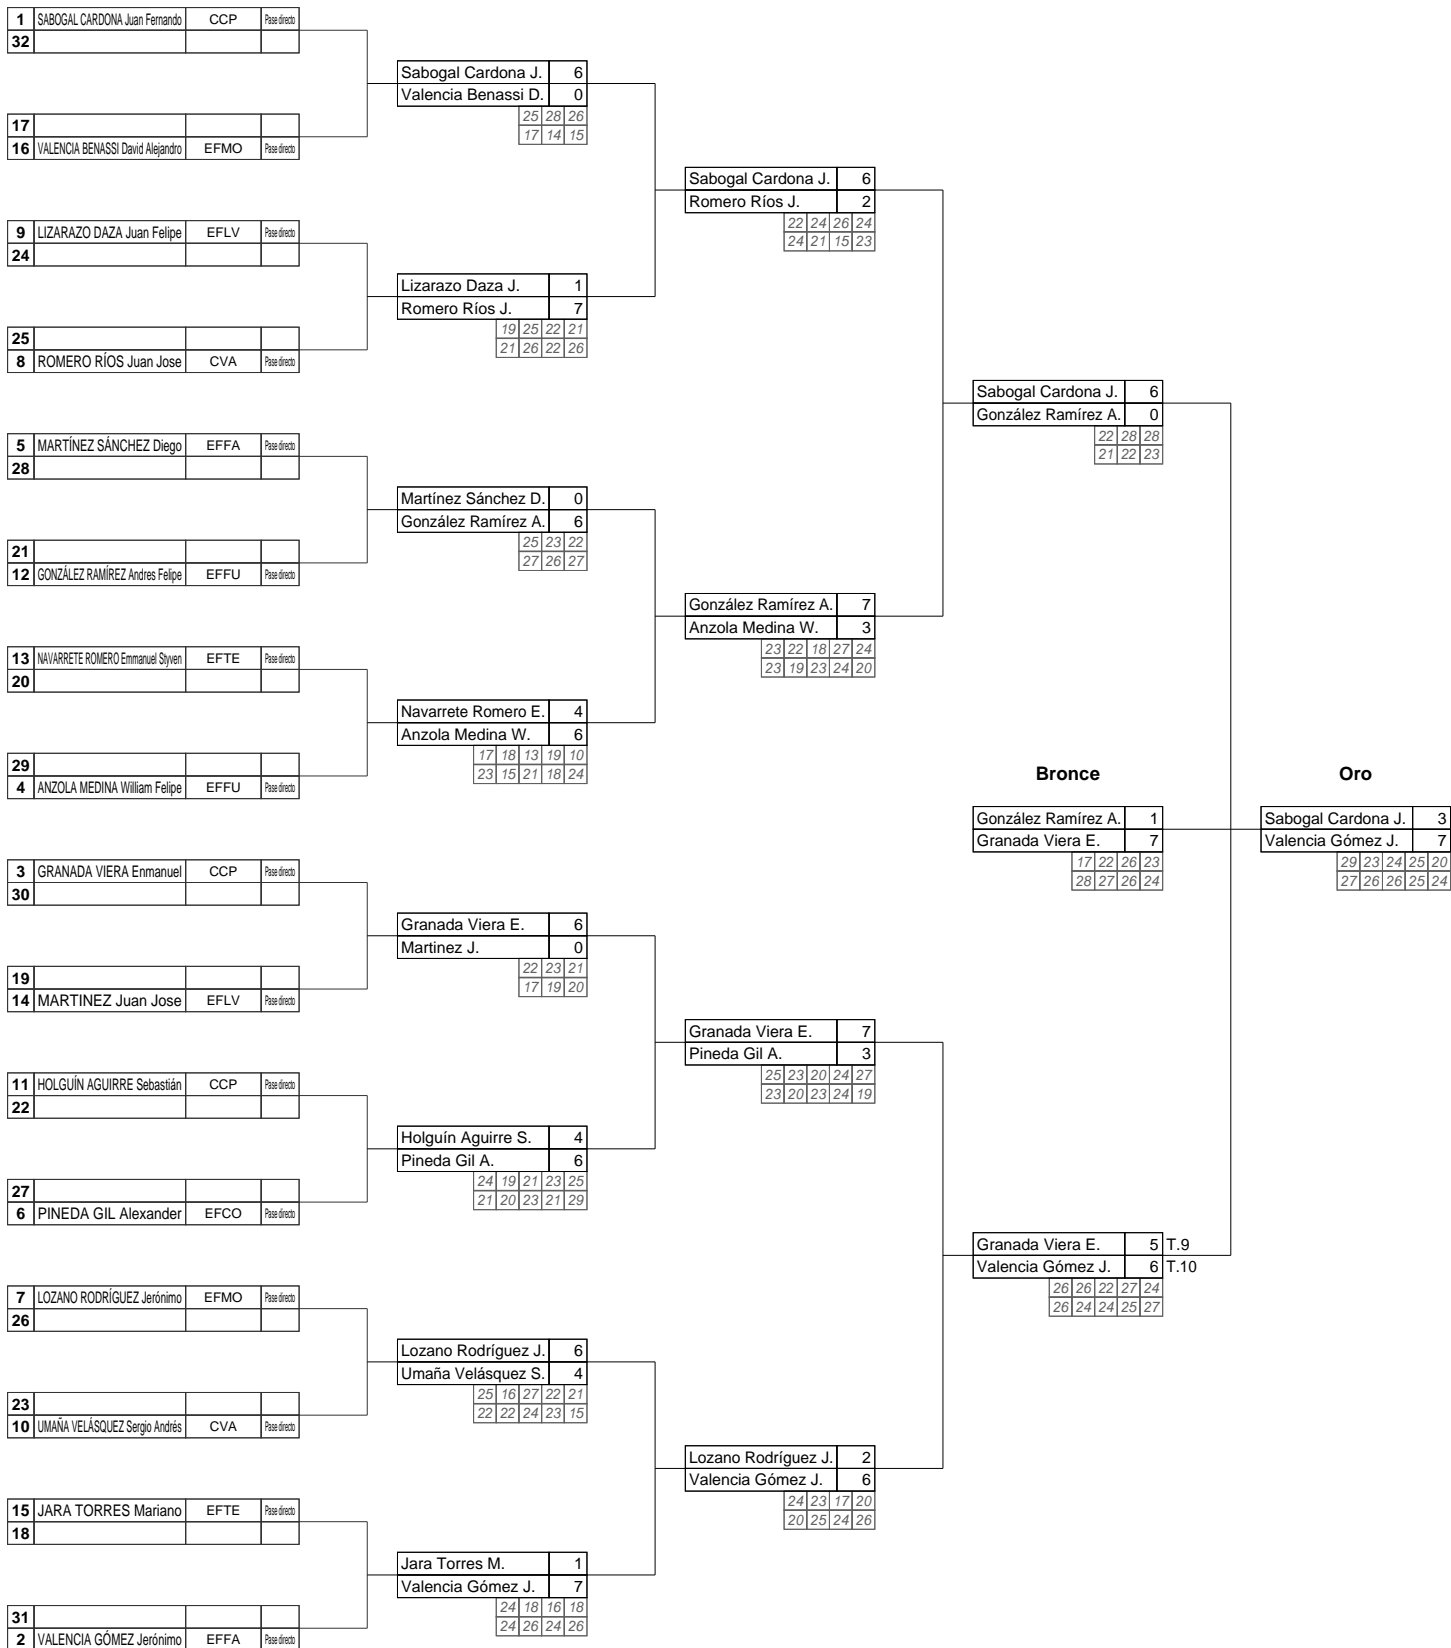 1 SABOGAL CARDONA Juan Fernando CCP Pase directo
32
17
16 VALENCIA BENASSI David Alejandro EFMO Pase directo
9 LIZARAZO DAZA Juan Felipe EFLV Pase directo
24
25
8 ROMERO RÍOS Juan Jose CVA Pase directo
5 MARTÍNEZ SÁNCHEZ Diego EFFA Pase directo
28
21
12 GONZÁLEZ RAMÍREZ Andres Felipe EFFU Pase directo
13 NAVARRETE ROMERO Emmanuel Styven EFTE Pase directo
20
29
4 ANZOLA MEDINA William Felipe EFFU Pase directo
3 GRANADA VIERA Enmanuel CCP Pase directo
30
19
14 MARTINEZ Juan Jose EFLV Pase directo
11 HOLGUÍN AGUIRRE Sebastián CCP Pase directo
22
27
6 PINEDA GIL Alexander EFCO Pase directo
7 LOZANO RODRÍGUEZ Jerónimo EFMO Pase directo
26
23
10 UMAÑA VELÁSQUEZ Sergio Andrés CVA Pase directo
15 JARA TORRES Mariano EFTE Pase directo
18
31
2 VALENCIA GÓMEZ Jerónimo EFFA Pase directo
Sabogal Cardona J. 6
Valencia Benassi D. 0
25 28 26
17 14 15
Lizarazo Daza J. 1
Romero Ríos J. 7
19 25 22 21
21 26 22 26
Martínez Sánchez D. 0
González Ramírez A. 6
25 23 22
27 26 27
Navarrete Romero E. 4
Anzola Medina W. 6
17 18 13 19 10
23 15 21 18 24
Granada Viera E. 6
Martinez J. 0
22 23 21
17 19 20
Holguín Aguirre S. 4
Pineda Gil A. 6
24 19 21 23 25
21 20 23 21 29
Lozano Rodríguez J. 6
Umaña Velásquez S. 4
25 16 27 22 21
22 22 24 23 15
Jara Torres M. 1
Valencia Gómez J. 7
24 18 16 18
24 26 24 26
Sabogal Cardona J. 6
Romero Ríos J. 2
22 24 26 24
24 21 15 23
González Ramírez A. 7
Anzola Medina W. 3
23 22 18 27 24
23 19 23 24 20
Granada Viera E. 7
Pineda Gil A. 3
25 23 20 24 27
23 20 23 24 19
Lozano Rodríguez J. 2
Valencia Gómez J. 6
24 23 17 20
20 25 24 26
Sabogal Cardona J. 6
González Ramírez A. 0
22 28 28
21 22 23
Granada Viera E. 5 T.9
Valencia Gómez J. 6 T.10
26 26 22 27 24
26 24 24 25 27
Bronce
González Ramírez A. 1
Granada Viera E. 7
17 22 26 23
28 27 26 24
Oro
Sabogal Cardona J. 3
Valencia Gómez J. 7
29 23 24 25 20
27 26 26 25 24